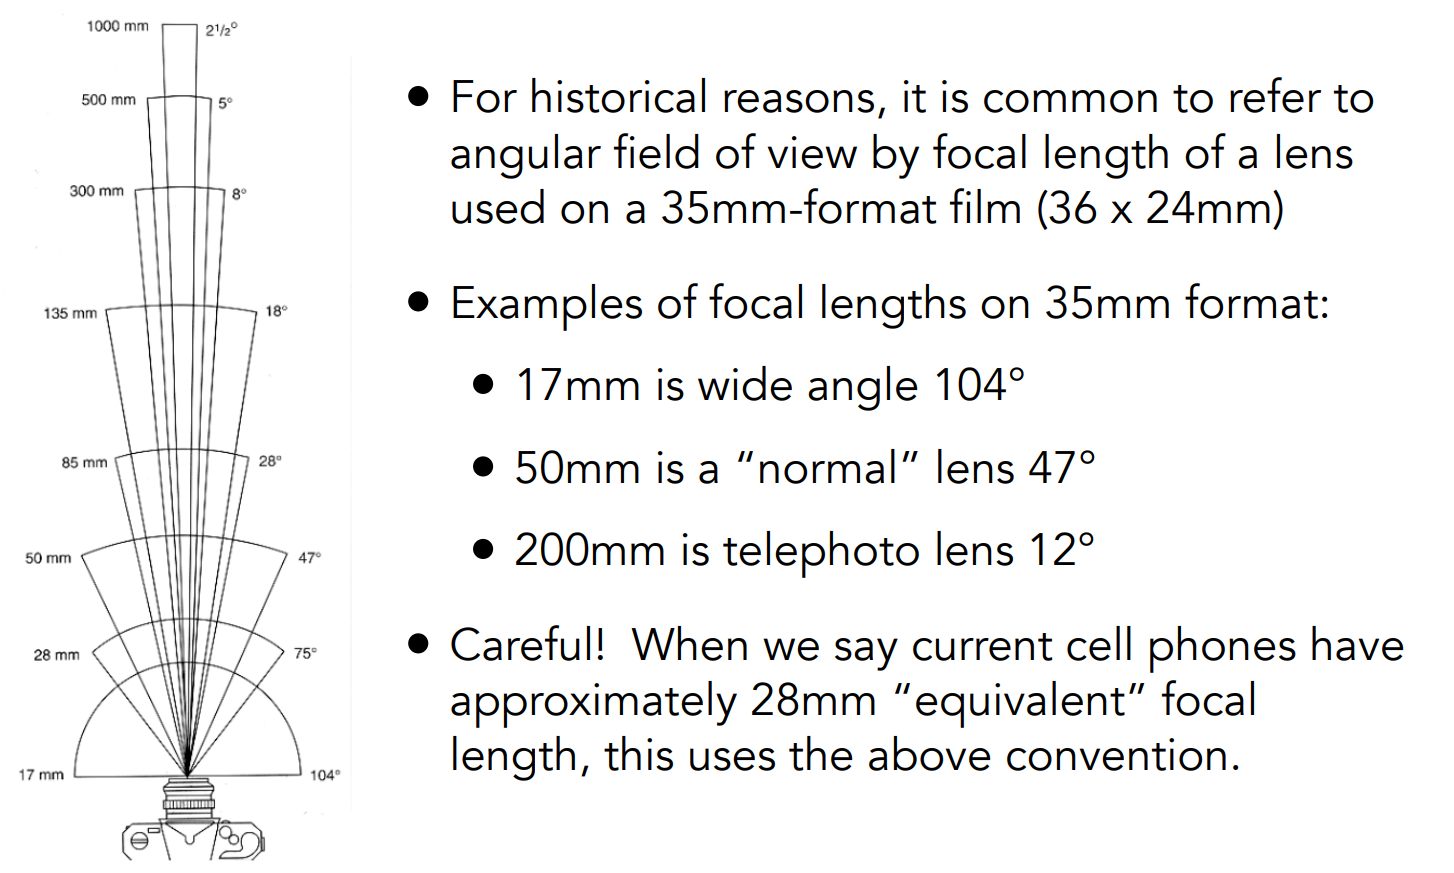 1000 mm 2 1/2°
500 mm 5°
300 mm 8°
135 mm 18°
85 mm 28°
50 mm 47°
28 mm 75°
17 mm 104°
• For historical reasons, it is common to refer to
angular field of view by focal length of a lens
used on a 35mm-format film (36 x 24mm)
• Examples of focal lengths on 35mm format:
• 17mm is wide angle 104°
• 50mm is a “normal” lens 47°
• 200mm is telephoto lens 12°
• Careful! When we say current cell phones have
approximately 28mm “equivalent” focal
length, this uses the above convention.